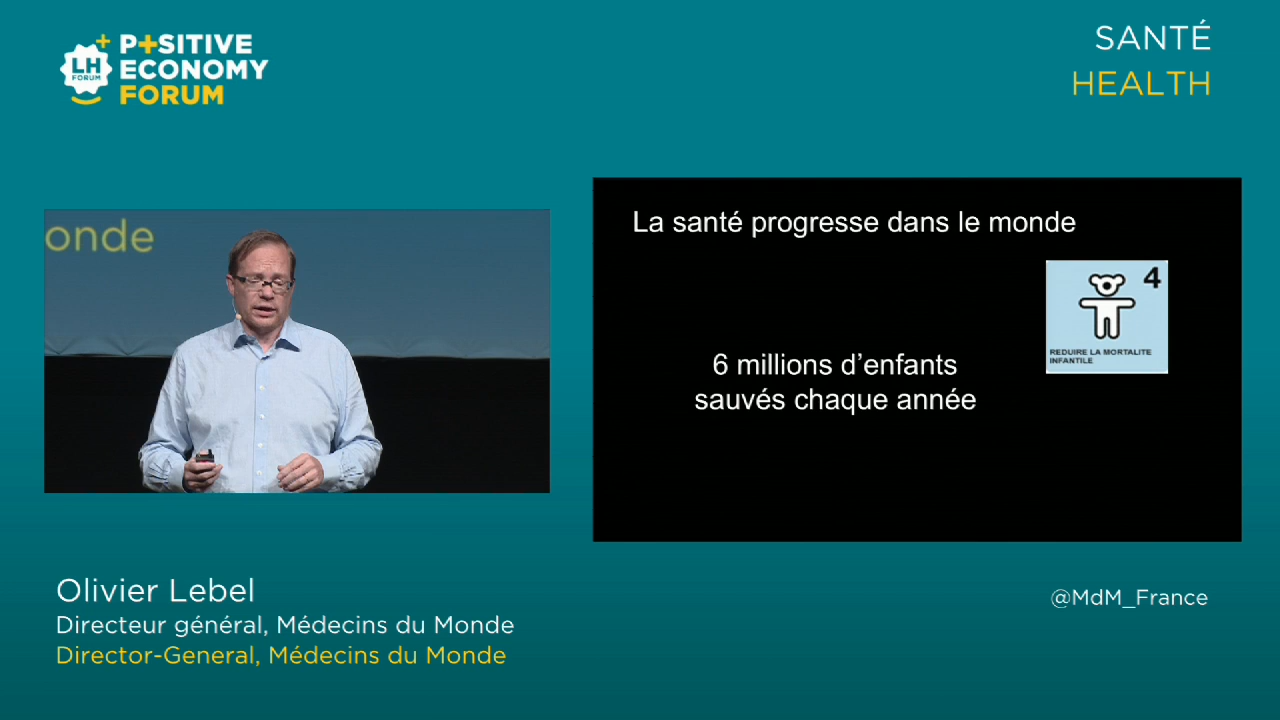 LH
FORUM
P+SITIVE
ECONOMY
FORUM
SANTÉ
HEALTH
onde
La santé progresse dans le monde
4
REDUIRE LA MORTALITE
INFANTILE
6 millions d’enfants
sauvés chaque année
Olivier Lebel
Directeur général, Médecins du Monde
Director-General, Médecins du Monde
@MdM_France